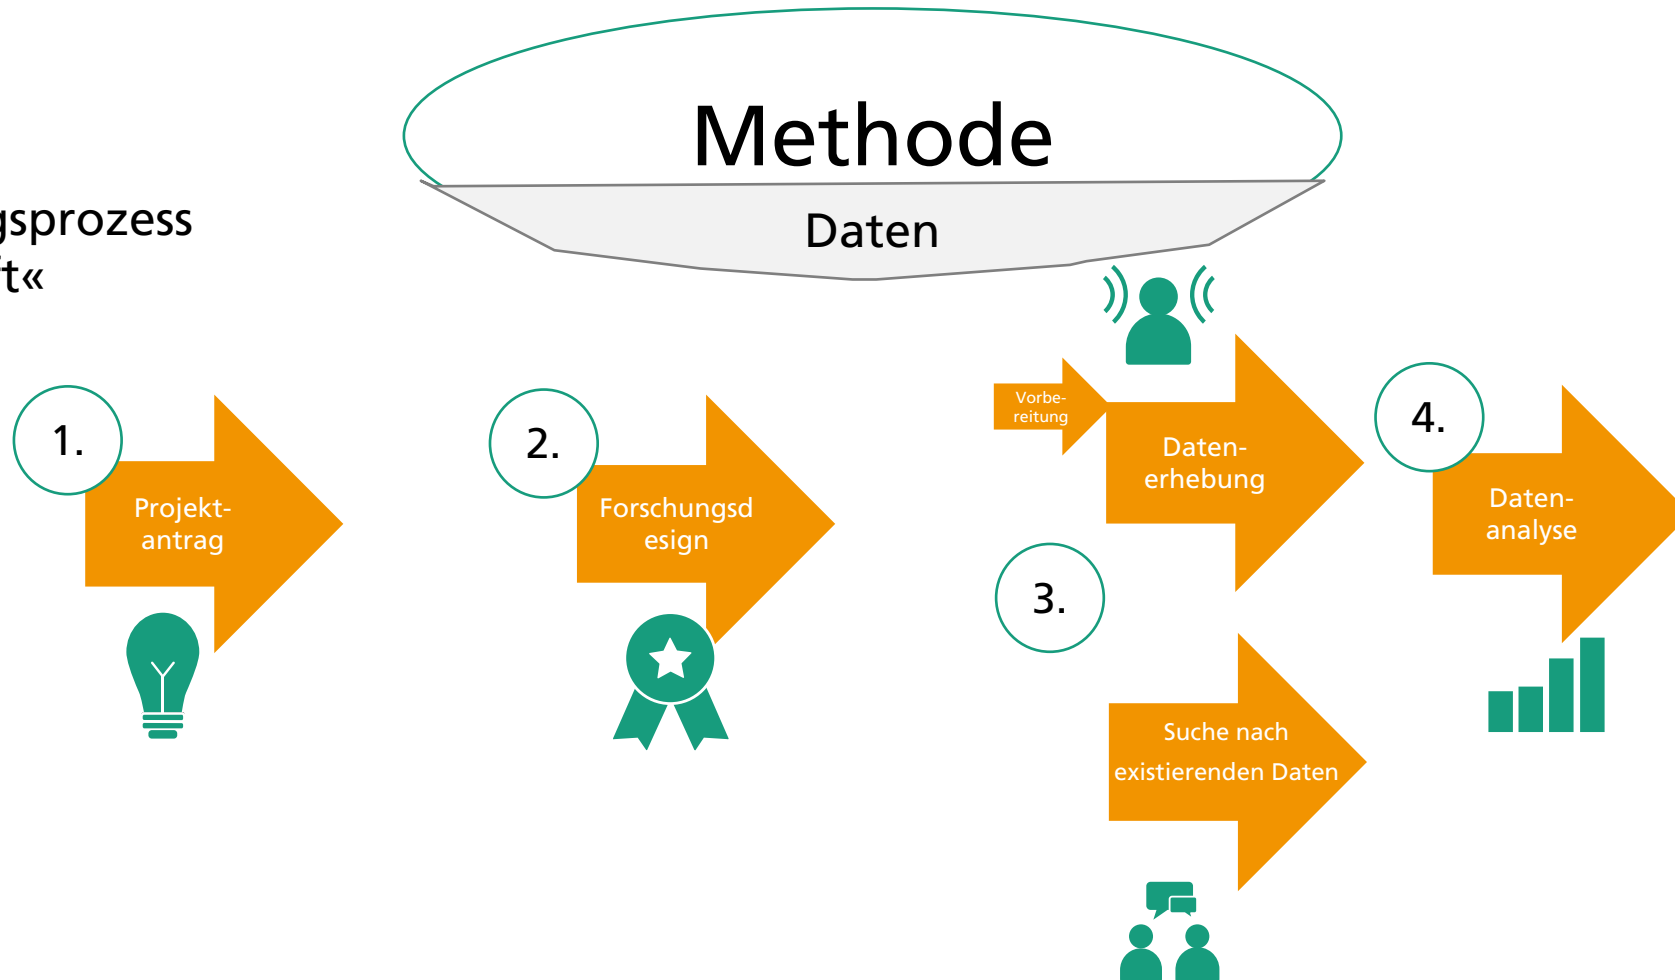 Methode
Daten
gsprozess
ft«
1.
Projekt-
antrag
2.
Forschungsd
esign
Vorbe-
reitung
Daten-
erhebung
3.
Suche nach
existierenden Daten
4.
Daten-
analyse